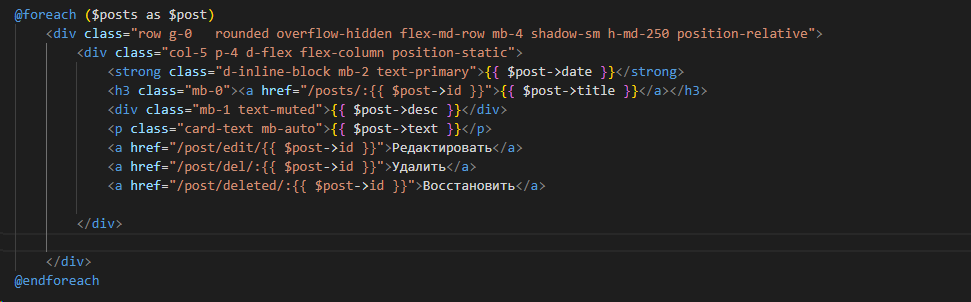 @foreach ($posts as $post)
<div class="row g-0   rounded overflow-hidden flex-md-row mb-4 shadow-sm h-md-250 position-relative">
<div class="col-5 p-4 d-flex flex-column position-static">
<strong class="d-inline-block mb-2 text-primary">{{ $post->date }}</strong>
<h3 class="mb-0"><a href="/posts/:{{ $post->id }}">{{ $post->title }}</a></h3>
<div class="mb-1 text-muted">{{ $post->desc }}</div>
<p class="card-text mb-auto">{{ $post->text }}</p>
<a href="/post/edit/{{ $post->id }}">Редактировать</a>
<a href="/post/del/:{{ $post->id }}">Удалить</a>
<a href="/post/deleted/:{{ $post->id }}">Восстановить</a>
</div>
</div>
@endforeach